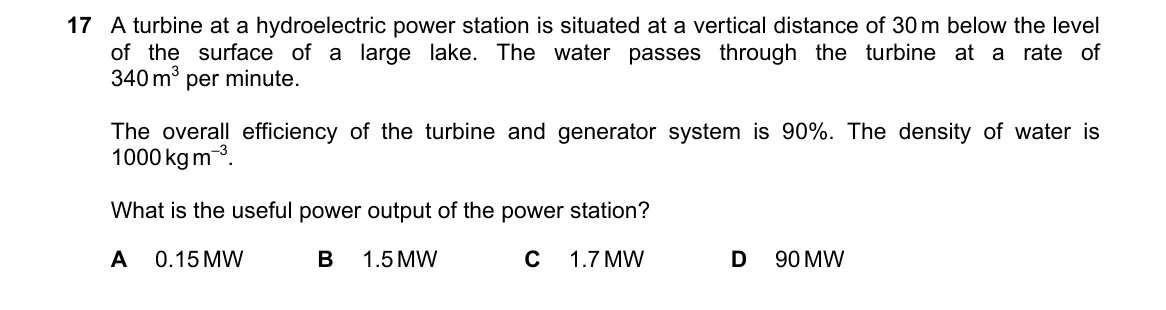 17 A turbine at a hydroelectric power station is situated at a vertical distance of 30 m below the level
of the surface of a large lake. The water passes through the turbine at a rate of
340 m³ per minute.
The overall efficiency of the turbine and generator system is 90%. The density of water is
1000 kg m⁻³.
What is the useful power output of the power station?
A 0.15 MW B 1.5 MW C 1.7 MW D 90 MW